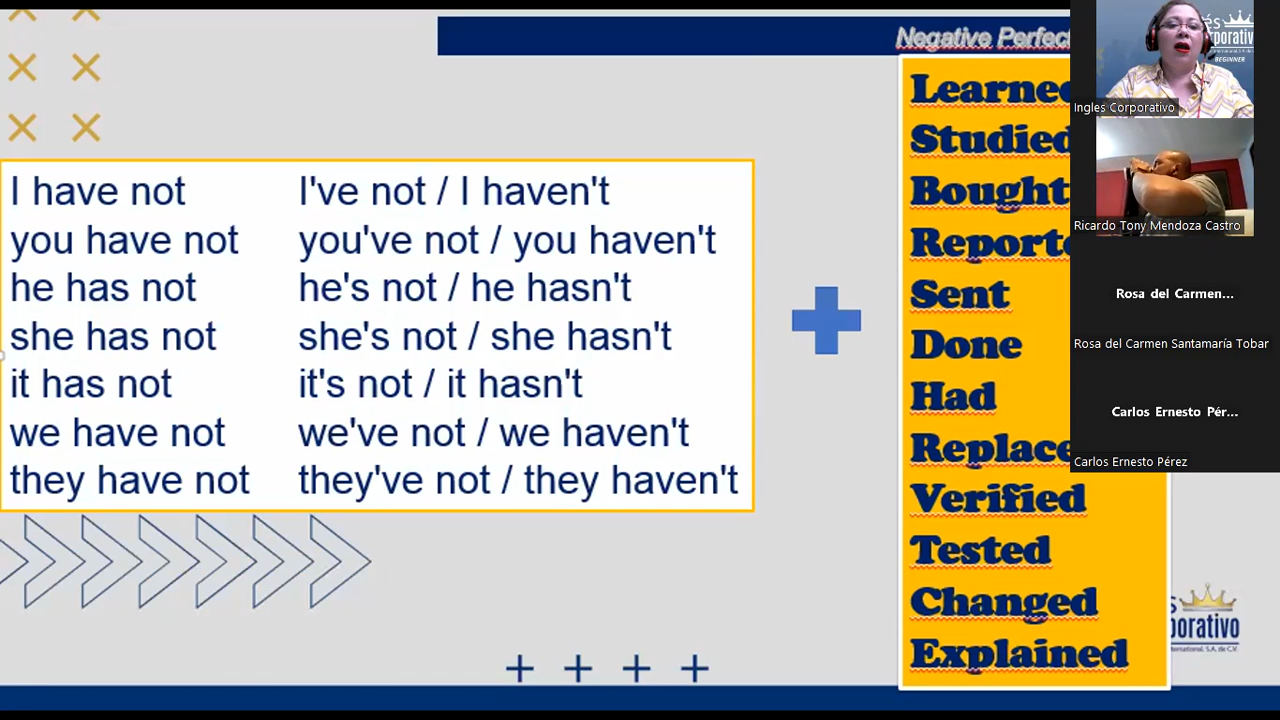 Negative Perfect
I have not I've not / I haven't
you have not you've not / you haven't
he has not he's not / he hasn't
she has not she's not / she hasn't
it has not it's not / it hasn't
we have not we've not / we haven't
they have not they've not / they haven't
Learned
Studied
Bought
Sent
Done
Had
Verified
Tested
Changed
Explained
BEGINNER
Ingles Corporativo
Ricardo Tony Mendoza Castro
Rosa del Carmen...
Rosa del Carmen Santamaría Tobar
Carlos Ernesto Pér...
Carlos Ernesto Pérez